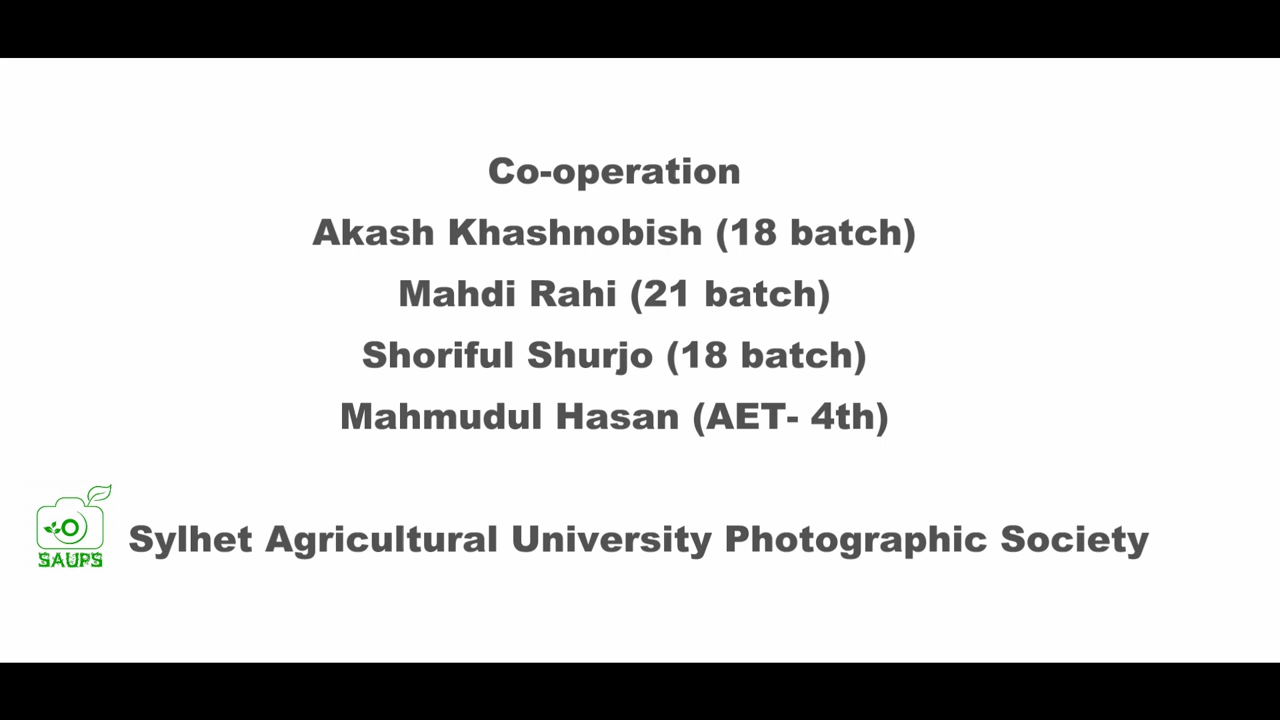 Co-operation
Akash Khashnobish (18 batch)
Mahdi Rahi (21 batch)
Shoriful Shurjo (18 batch)
Mahmudul Hasan (AET- 4th)
SAUPS
Sylhet Agricultural University Photographic Society